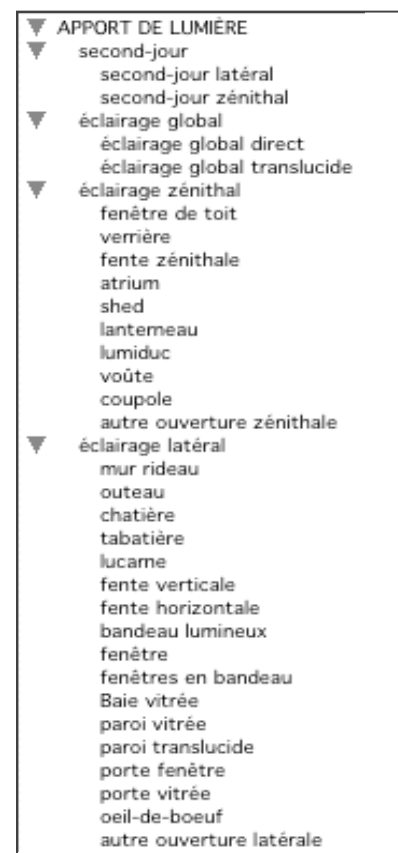 APPORT DE LUMIÈRE
second-jour
second-jour latéral
second-jour zénithal
éclairage global
éclairage global direct
éclairage global translucide
éclairage zénithal
fenêtre de toit
verrière
fente zénithale
atrium
shed
lanterneau
lumiduc
voûte
coupole
autre ouverture zénithale
éclairage latéral
mur rideau
outeau
chatière
tabatière
lucarne
fente verticale
fente horizontale
bandeau lumineux
fenêtre
fenêtres en bandeau
Baie vitrée
paroi vitrée
paroi translucide
porte fenêtre
porte vitrée
oeil-de-boeuf
autre ouverture latérale